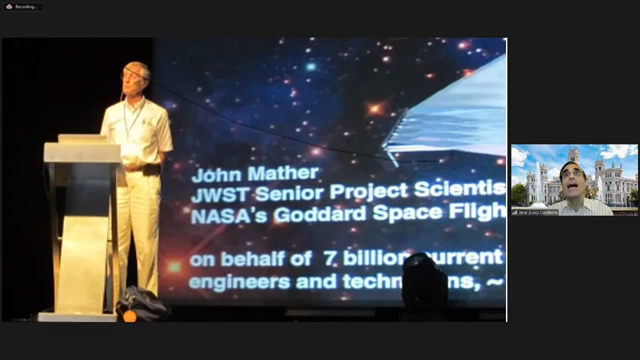 Recording...
John Mather
JWST Senior Project Scientis
NASA's Goddard Space Fligh
on behalf of 7 billion current
engineers and technicians, ~